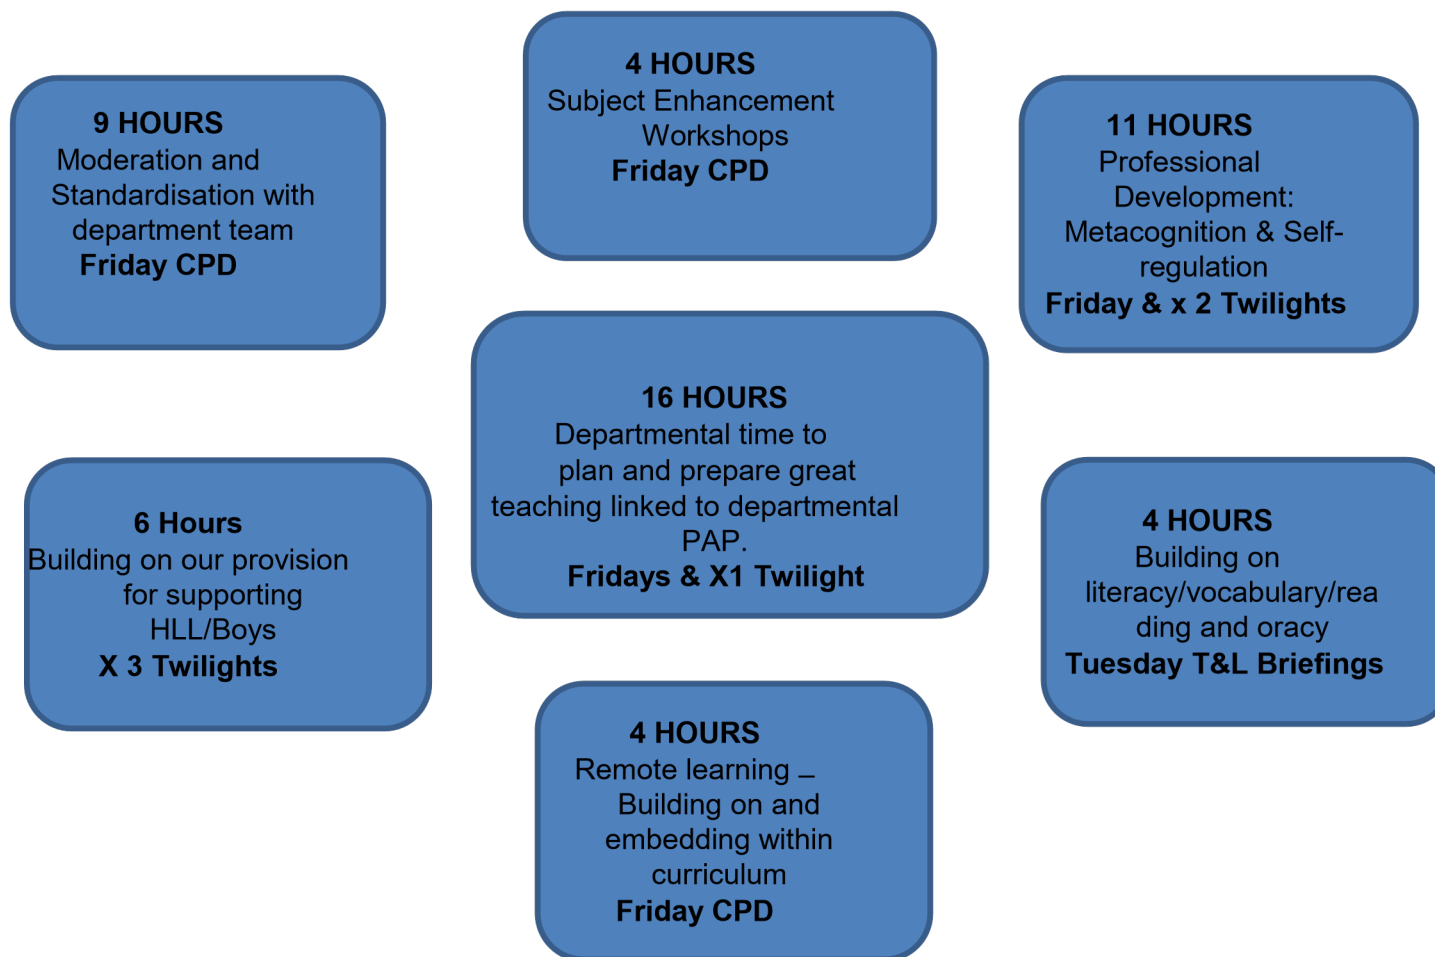 4 HOURS
Subject Enhancement
Workshops
Friday CPD
9 HOURS
Moderation and
Standardisation with
department team
Friday CPD
11 HOURS
Professional
Development:
Metacognition & Self-
regulation
Friday & x 2 Twilights
16 HOURS
Departmental time to
plan and prepare great
teaching linked to departmental
PAP.
Fridays & X1 Twilight
6 Hours
Building on our provision
for supporting
HLL/Boys
X 3 Twilights
4 HOURS
Building on
literacy/vocabulary/rea
ding and oracy
Tuesday T&L Briefings
4 HOURS
Remote learning –
Building on and
embedding within
curriculum
Friday CPD